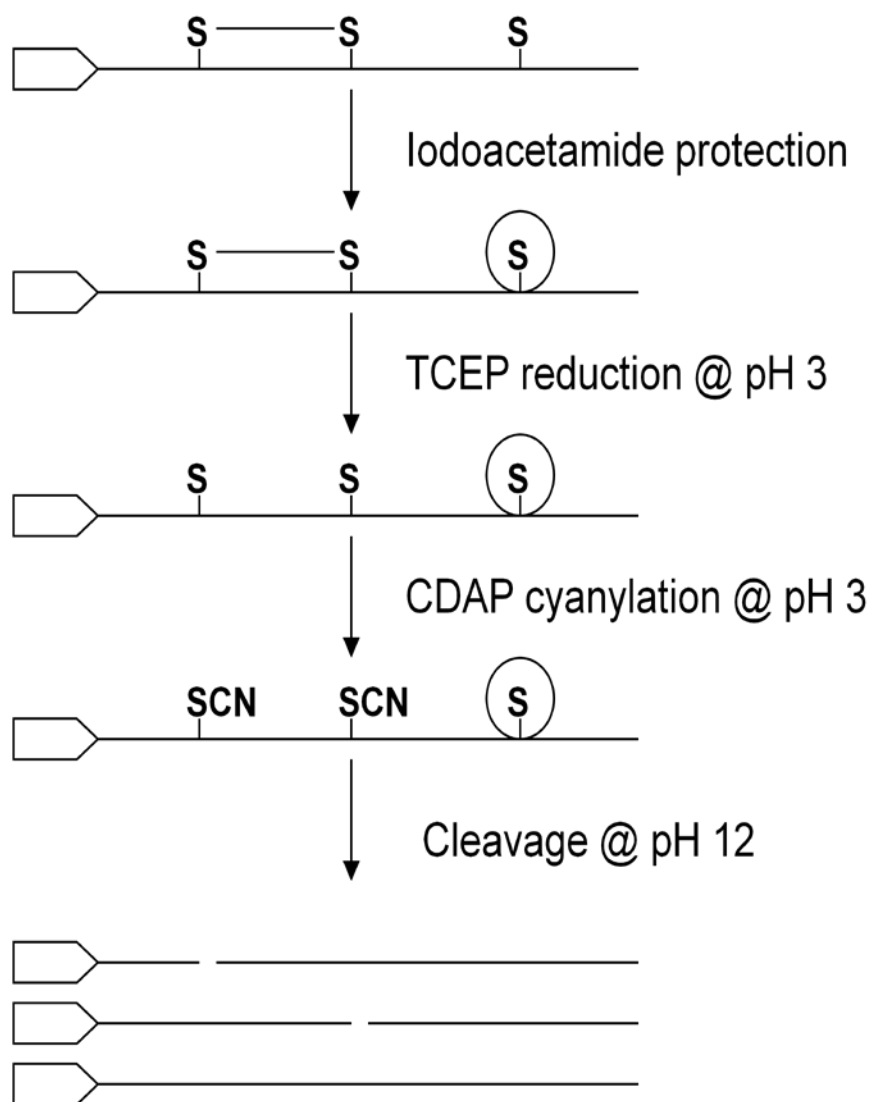 S S S
Iodoacetamide protection
S S S
TCEP reduction @ pH 3
S S S
CDAP cyanylation @ pH 3
SCN SCN S
Cleavage @ pH 12